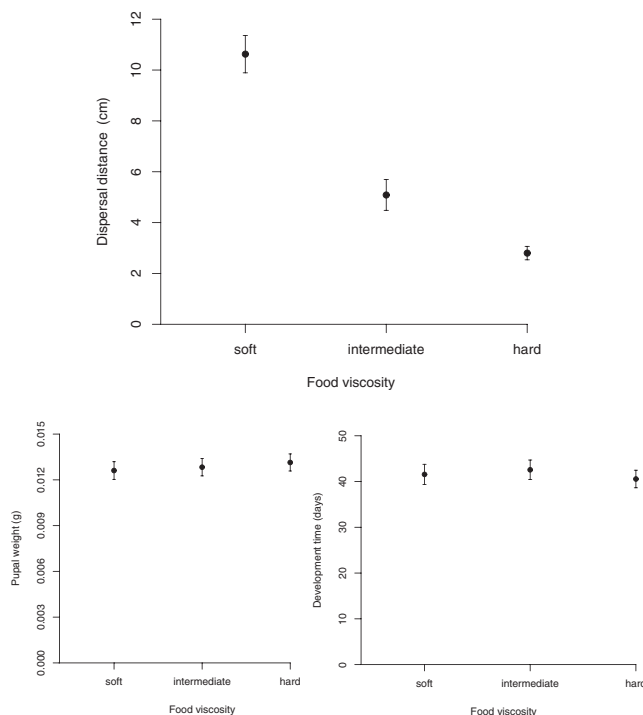 Dispersal distance (cm)
12
10
8
6
4
2
0
soft intermediate hard
Food viscosity
Pupal weight (g)
0.015
0.012
0.009
0.006
0.003
0.000
soft intermediate hard
Food viscosity
Development time (days)
50
40
30
20
10
0
soft intermediate hard
Food viscosity